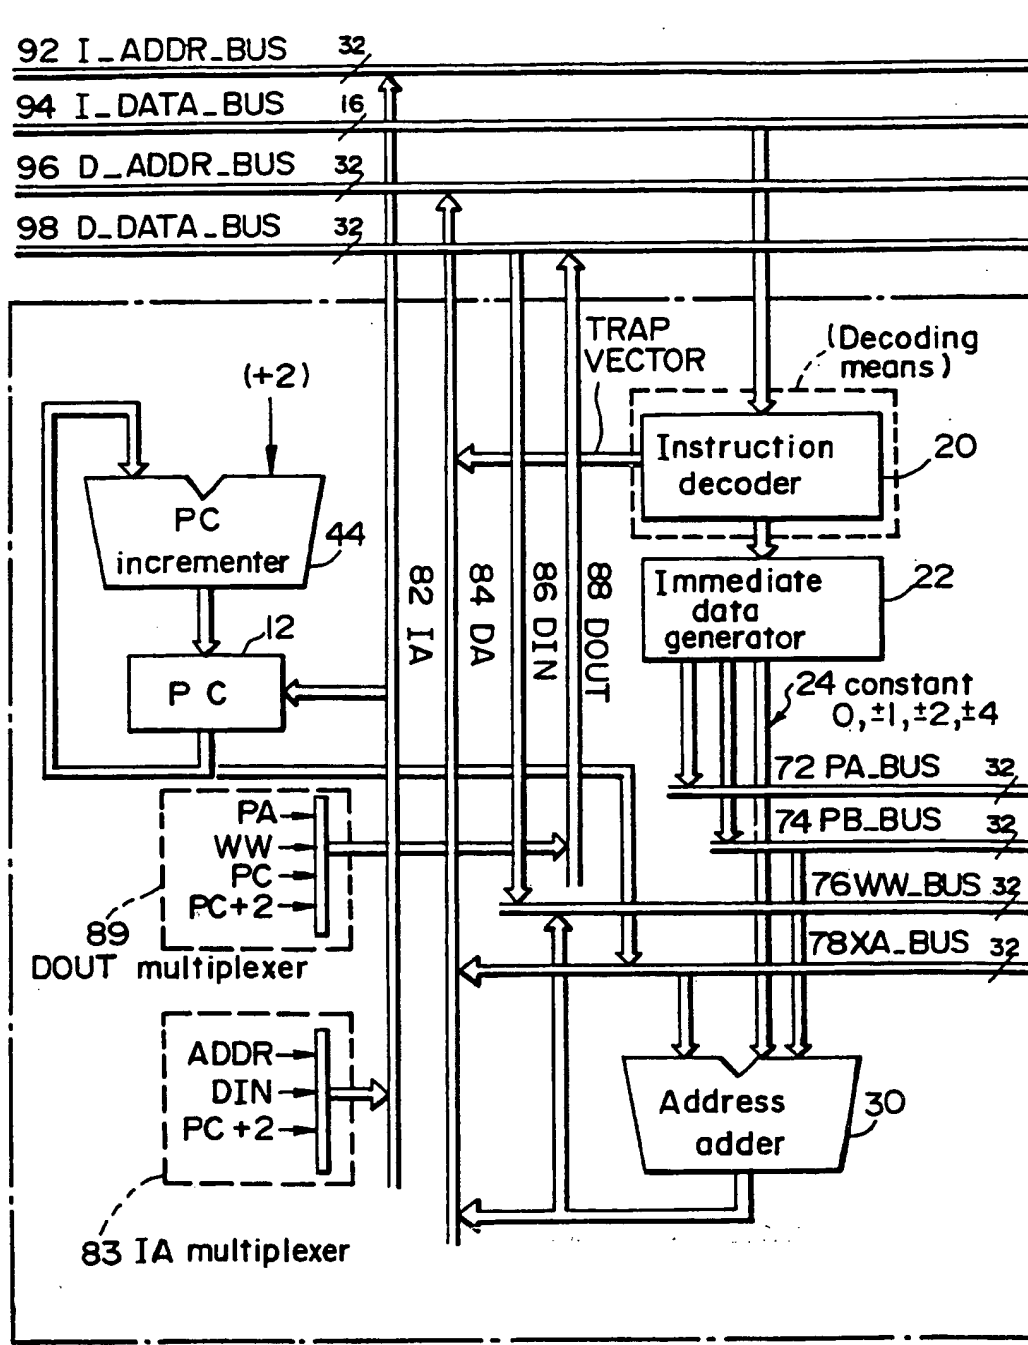 92 I_ADDR_BUS 32
94 I_DATA_BUS 16
96 D_ADDR_BUS 32
98 D_DATA_BUS 32
TRAP
VECTOR
(Decoding
means)
(+2)
Instruction
decoder
20
PC
incrementer
44
Immediate
data
generator
22
82 IA
84 DA
86 DIN
88 DOUT
12
PC
24 constant
0,±1,±2,±4
72 PA_BUS 32
74 PB_BUS 32
76 WW_BUS 32
78 XA_BUS 32
PA
WW
PC
PC+2
89
DOUT multiplexer
ADDR
DIN
PC+2
83 IA multiplexer
Address
adder
30